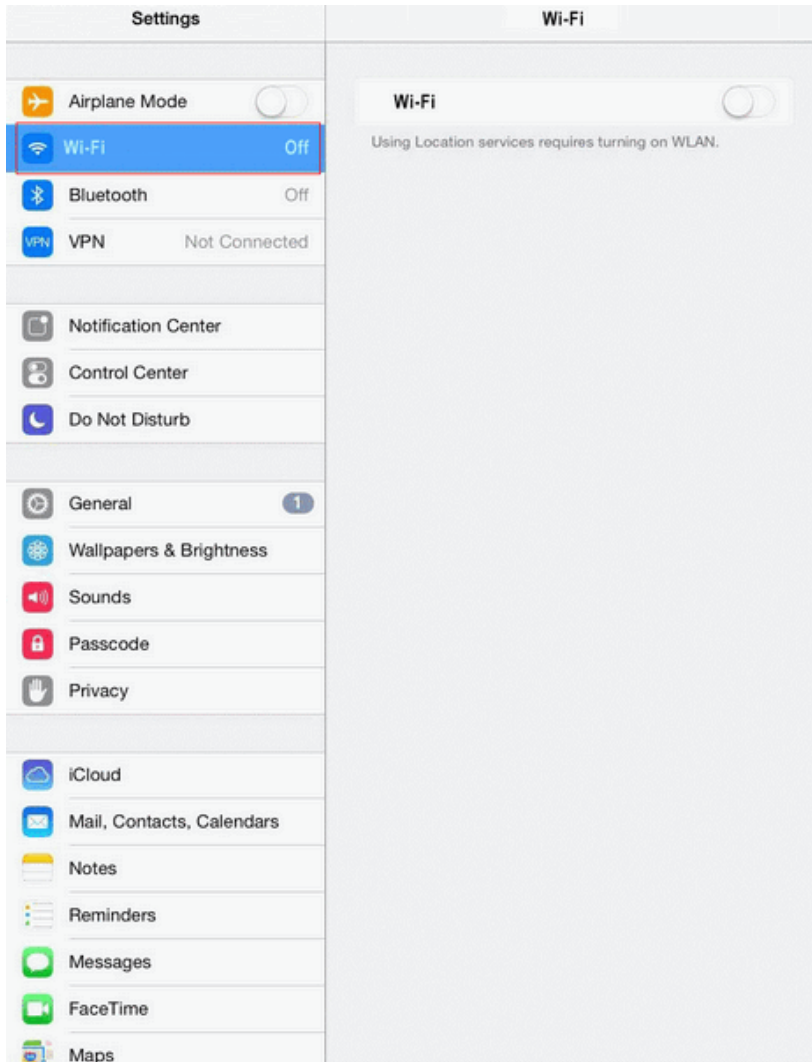 Settings
Airplane Mode
Wi-Fi Off
Bluetooth Off
VPN VPN Not Connected
Notification Center
Control Center
Do Not Disturb
General 1
Wallpapers & Brightness
Sounds
Passcode
Privacy
iCloud
Mail, Contacts, Calendars
Notes
Reminders
Messages
FaceTime
Maps
Wi-Fi
Wi-Fi
Using Location services requires turning on WLAN.